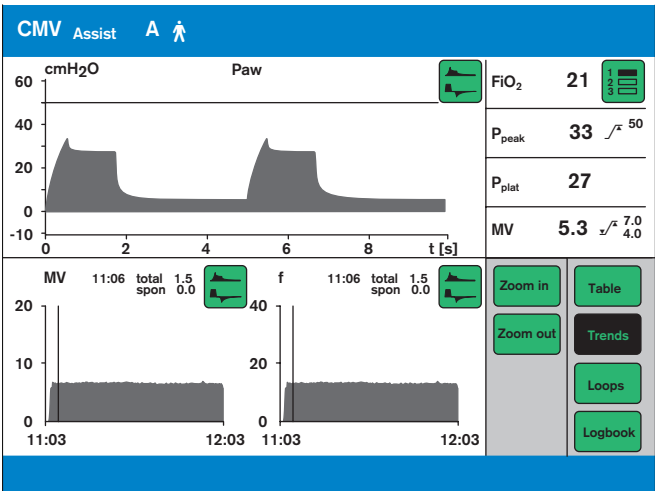 CMV Assist A
cmH2O Paw
60
40
20
0
-10
0 2 4 6 8 t [s]
FiO2 21 1 2 3
Ppeak 33 50
Pplat 27
MV 5.3 7.0 4.0
MV 11:06 total 1.5
spon 0.0
20
10
0
11:03 12:03
f 11:06 total 1.5
spon 0.0
40
20
0
11:03 12:03
Zoom in
Zoom out
Table
Trends
Loops
Logbook